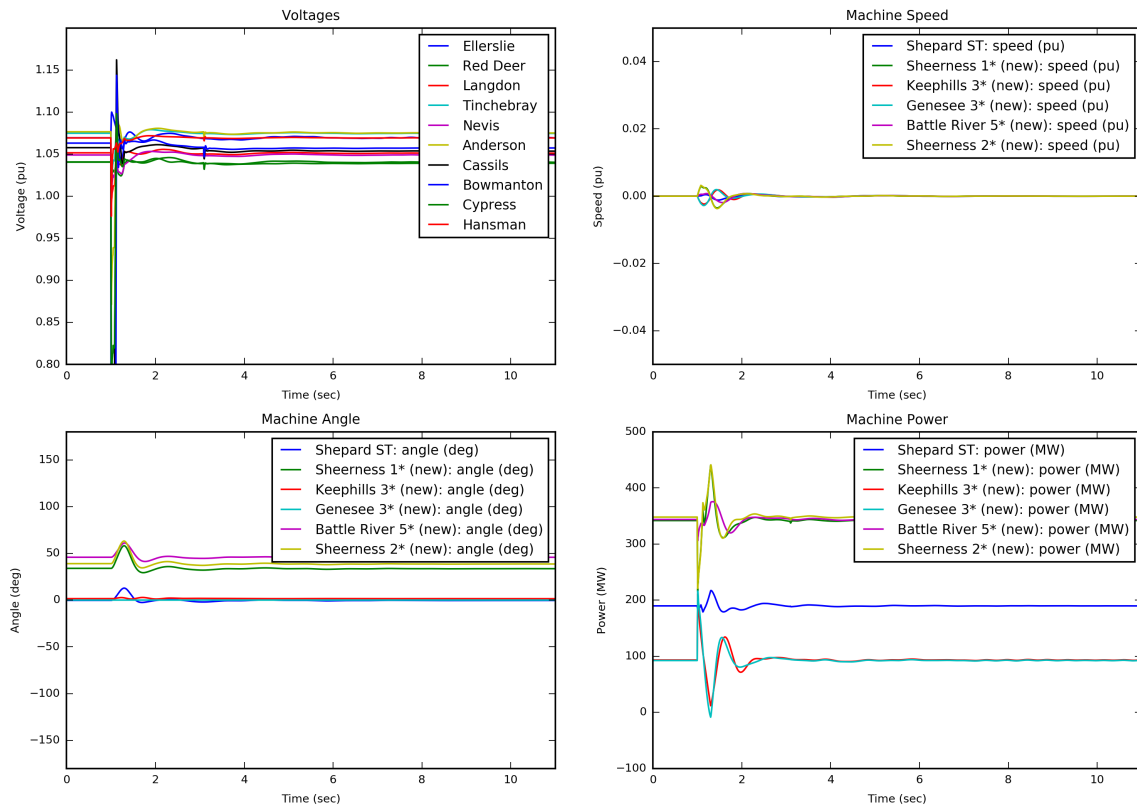 Voltages
1.15
1.10
1.05
1.00
0.95
0.90
0.85
0.80
Voltage (pu)
Ellerslie
Red Deer
Langdon
Tinchebray
Nevis
Anderson
Cassils
Bowmanton
Cypress
Hansman
0 2 4 6 8 10
Time (sec)
Machine Speed
0.04
0.02
0.00
−0.02
−0.04
Speed (pu)
Shepard ST: speed (pu)
Sheerness 1* (new): speed (pu)
Keephills 3* (new): speed (pu)
Genesee 3* (new): speed (pu)
Battle River 5* (new): speed (pu)
Sheerness 2* (new): speed (pu)
0 2 4 6 8 10
Time (sec)
Machine Angle
150
100
50
0
−50
−100
−150
Angle (deg)
Shepard ST: angle (deg)
Sheerness 1* (new): angle (deg)
Keephills 3* (new): angle (deg)
Genesee 3* (new): angle (deg)
Battle River 5* (new): angle (deg)
Sheerness 2* (new): angle (deg)
0 2 4 6 8 10
Time (sec)
Machine Power
500
400
300
200
100
0
−100
Power (MW)
Shepard ST: power (MW)
Sheerness 1* (new): power (MW)
Keephills 3* (new): power (MW)
Genesee 3* (new): power (MW)
Battle River 5* (new): power (MW)
Sheerness 2* (new): power (MW)
0 2 4 6 8 10
Time (sec)